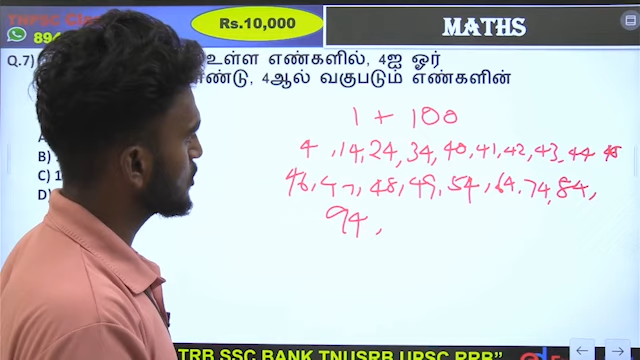 TNPSC
Rs.10,000
MATHS
Q.7) உள்ள எண்களில், 4ஐ ஓர்
4ஆல் வகுபடும் எண்களின்
1 + 100
4, 14, 24, 34, 40, 41, 42, 43, 44 45
B)
46, 47, 48, 49, 54, 64, 74, 84,
C) 1
D)
94,
TRB SSC BANK TNUSRB UPSC RRB”